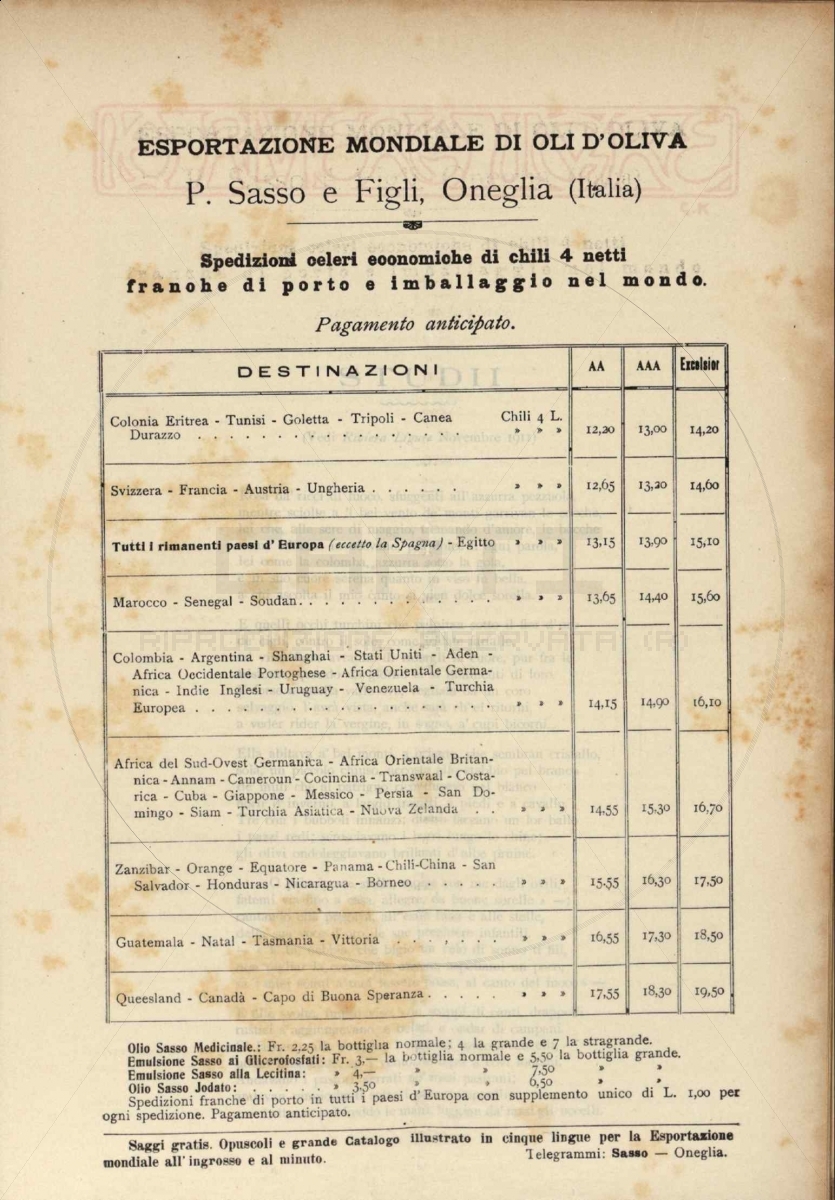 ESPORTAZIONE MONDIALE DI OLI D'OLIVA
P. Sasso e Figli, Oneglia (Italia)
Spedizioni celeri economiche di chili 4 netti
franche di porto e imballaggio nel mondo.
Pagamento anticipato.
DESTINAZIONI AA AAA Excelsior
Colonia Eritrea - Tunisi - Goletta - Tripoli - Canea Chili 4 L.
Durazzo . . . . . . . . . . . . . . . . » » » 12,20 13,00 14,20
Svizzera - Francia - Austria - Ungheria . . . . . . » » » 12,65 13,20 14,60
Tutti i rimanenti paesi d'Europa (eccetto la Spagna) - Egitto » » » 13,15 13,90 15,10
Marocco - Senegal - Soudan. . . . . . . . . . . . » » » 13,65 14,40 15,60
Colombia - Argentina - Shanghai - Stati Uniti - Aden -
Africa Occidentale Portoghese - Africa Orientale Germa-
nica - Indie Inglesi - Uruguay - Venezuela - Turchia
Europea . . . . . . . . . . . . . . . . . » » » 14,15 14,90 16,10
Africa del Sud-Ovest Germanica - Africa Orientale Britan-
nica - Annam - Cameroun - Cocincina - Transwaal - Costa-
rica - Cuba - Giappone - Messico - Persia - San Do-
mingo - Siam - Turchia Asiatica - Nuova Zelanda . . » » » 14,55 15,30 16,70
Zanzibar - Orange - Equatore - Panama - Chili-China - San
Salvador - Honduras - Nicaragua - Borneo . . . . . » » » 15,55 16,30 17,50
Guatemala - Natal - Tasmania - Vittoria . . . . . . » » » 16,55 17,30 18,50
Queesland - Canadà - Capo di Buona Speranza . . . . . » » » 17,55 18,30 19,50
Olio Sasso Medicinale.: Fr. 2,25 la bottiglia normale; 4 la grande e 7 la stragrande.
Emulsione Sasso ai Glicerofosfati: Fr. 3,— la bottiglia normale e 5,50 la bottiglia grande.
Emulsione Sasso alla Lecitina: » 4,— » » 7,50 » »
Olio Sasso Jodato: . . . . . » 3,50 » » 6,50 » »
Spedizioni franche di porto in tutti i paesi d'Europa con supplemento unico di L. 1,00 per
ogni spedizione. Pagamento anticipato.
Saggi gratis. Opuscoli e grande Catalogo illustrato in cinque lingue per la Esportazione
mondiale all'ingrosso e al minuto. Telegrammi: Sasso — Oneglia.